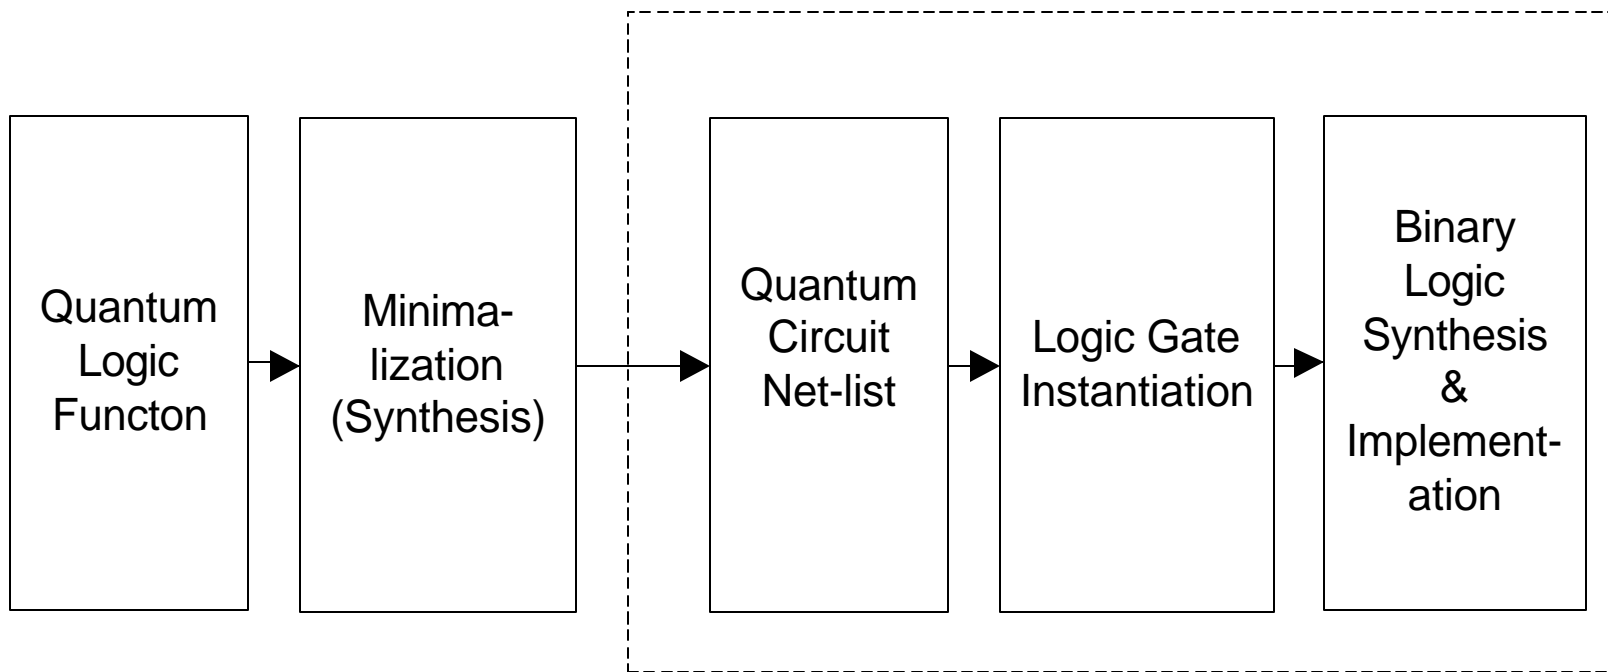 Quantum
Logic
Functon
Minima-
lization
(Synthesis)
Quantum
Circuit
Net-list
Logic Gate
Instantiation
Binary
Logic
Synthesis
&
Implement-
ation